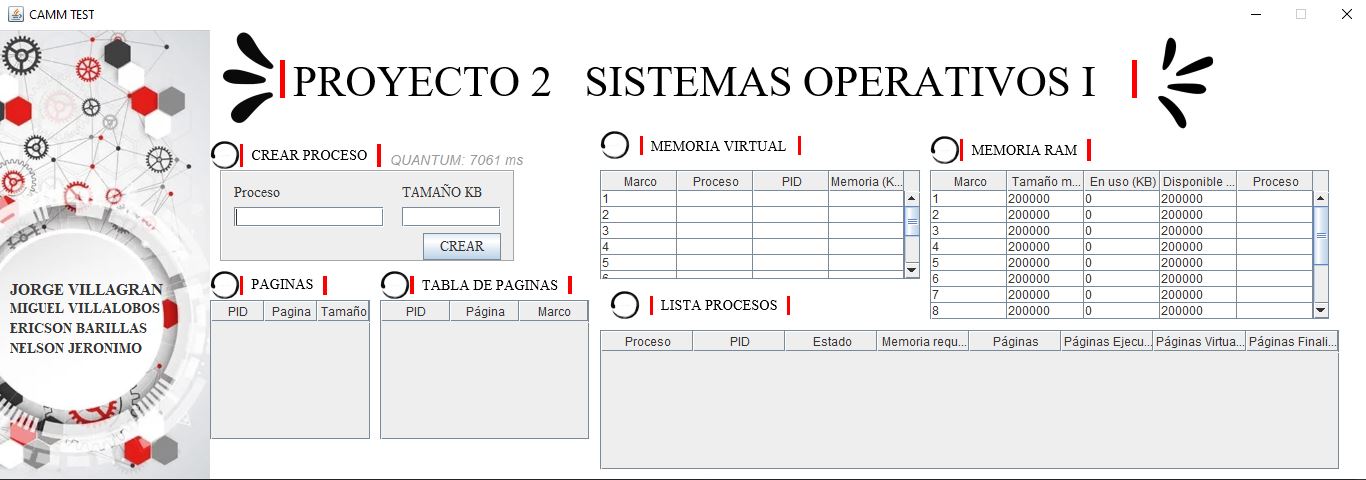 CAMM TEST
PROYECTO 2 SISTEMAS OPERATIVOS I
CREAR PROCESO
QUANTUM: 7061 ms
Proceso TAMAÑO KB
CREAR
JORGE VILLAGRAN
MIGUEL VILLALOBOS
ERICSON BARILLAS
NELSON JERONIMO
PAGINAS
PID Pagina Tamaño
TABLA DE PAGINAS
PID Página Marco
MEMORIA VIRTUAL
Marco Proceso PID Memoria (K...
1
2
3
4
5
6
MEMORIA RAM
Marco Tamaño m... En uso (KB) Disponible ... Proceso
1 200000 0 200000
2 200000 0 200000
3 200000 0 200000
4 200000 0 200000
5 200000 0 200000
6 200000 0 200000
7 200000 0 200000
8 200000 0 200000
LISTA PROCESOS
Proceso PID Estado Memoria requ... Páginas Páginas Ejecu... Páginas Virtua... Páginas Finali...